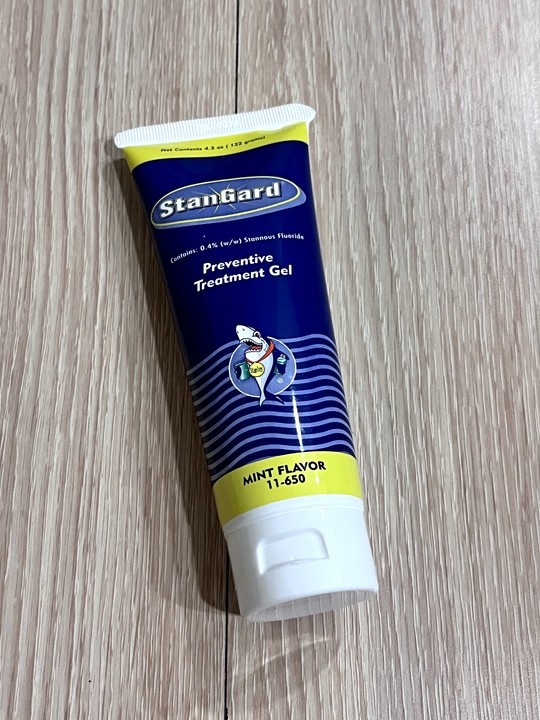 Net Contents 4.3 oz ( 122 grams)
StanGard
Contains: 0.4% (w/w) Stannous Fluoride
Preventive
Treatment Gel
®
MINT FLAVOR
11-650